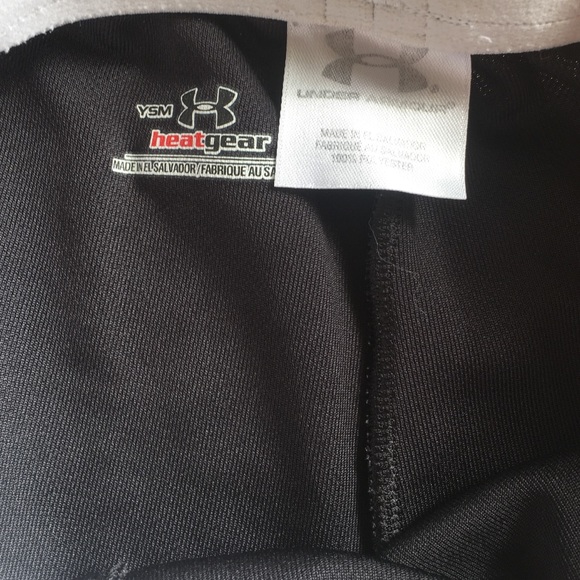 YSM
heatgear
MADE IN EL SALVADOR/FABRIQUE AU SA
UNDER ARMOUR®
MADE IN EL SALVADOR
FABRIQUE AU SALVADOR
100% POLYESTER